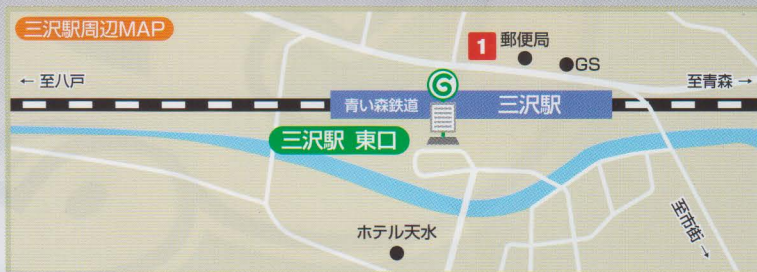 三沢駅周辺MAP
1
郵便局
GS
← 至八戸
至青森 →
G
青い森鉄道
三沢駅
三沢駅 東口
ホテル天水
至市街 →